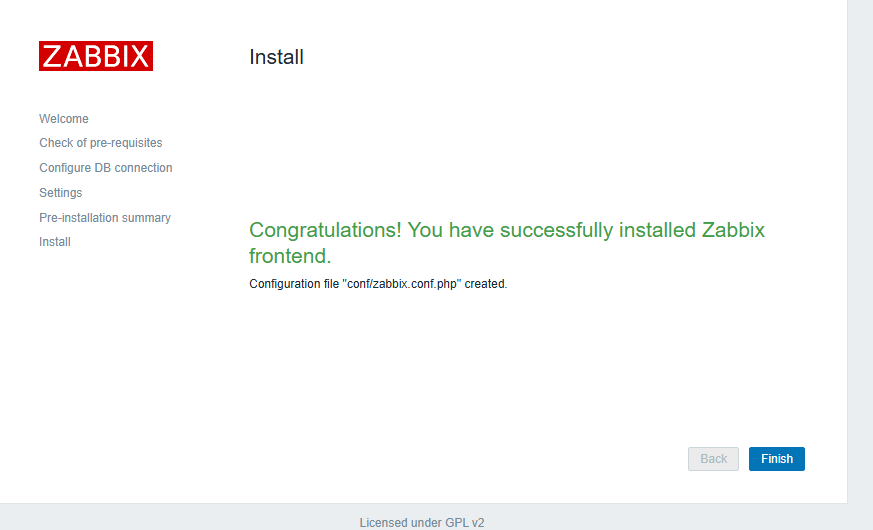 ZABBIX
Install
Welcome
Check of pre-requisites
Configure DB connection
Settings
Pre-installation summary
Install
Congratulations! You have successfully installed Zabbix
frontend.
Configuration file "conf/zabbix.conf.php" created.
Back
Finish
Licensed under GPL v2